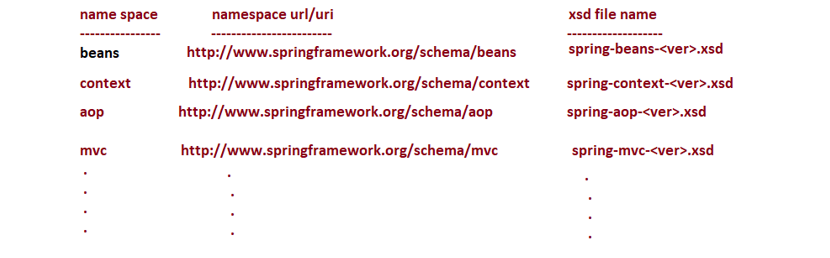 name space namespace url/uri xsd file name
---------------- ------------------------ -------------------
beans http://www.springframework.org/schema/beans spring-beans-<ver>.xsd
context http://www.springframework.org/schema/context spring-context-<ver>.xsd
aop http://www.springframework.org/schema/aop spring-aop-<ver>.xsd
mvc http://www.springframework.org/schema/mvc spring-mvc-<ver>.xsd
. . .
. . .
. . .
. . .